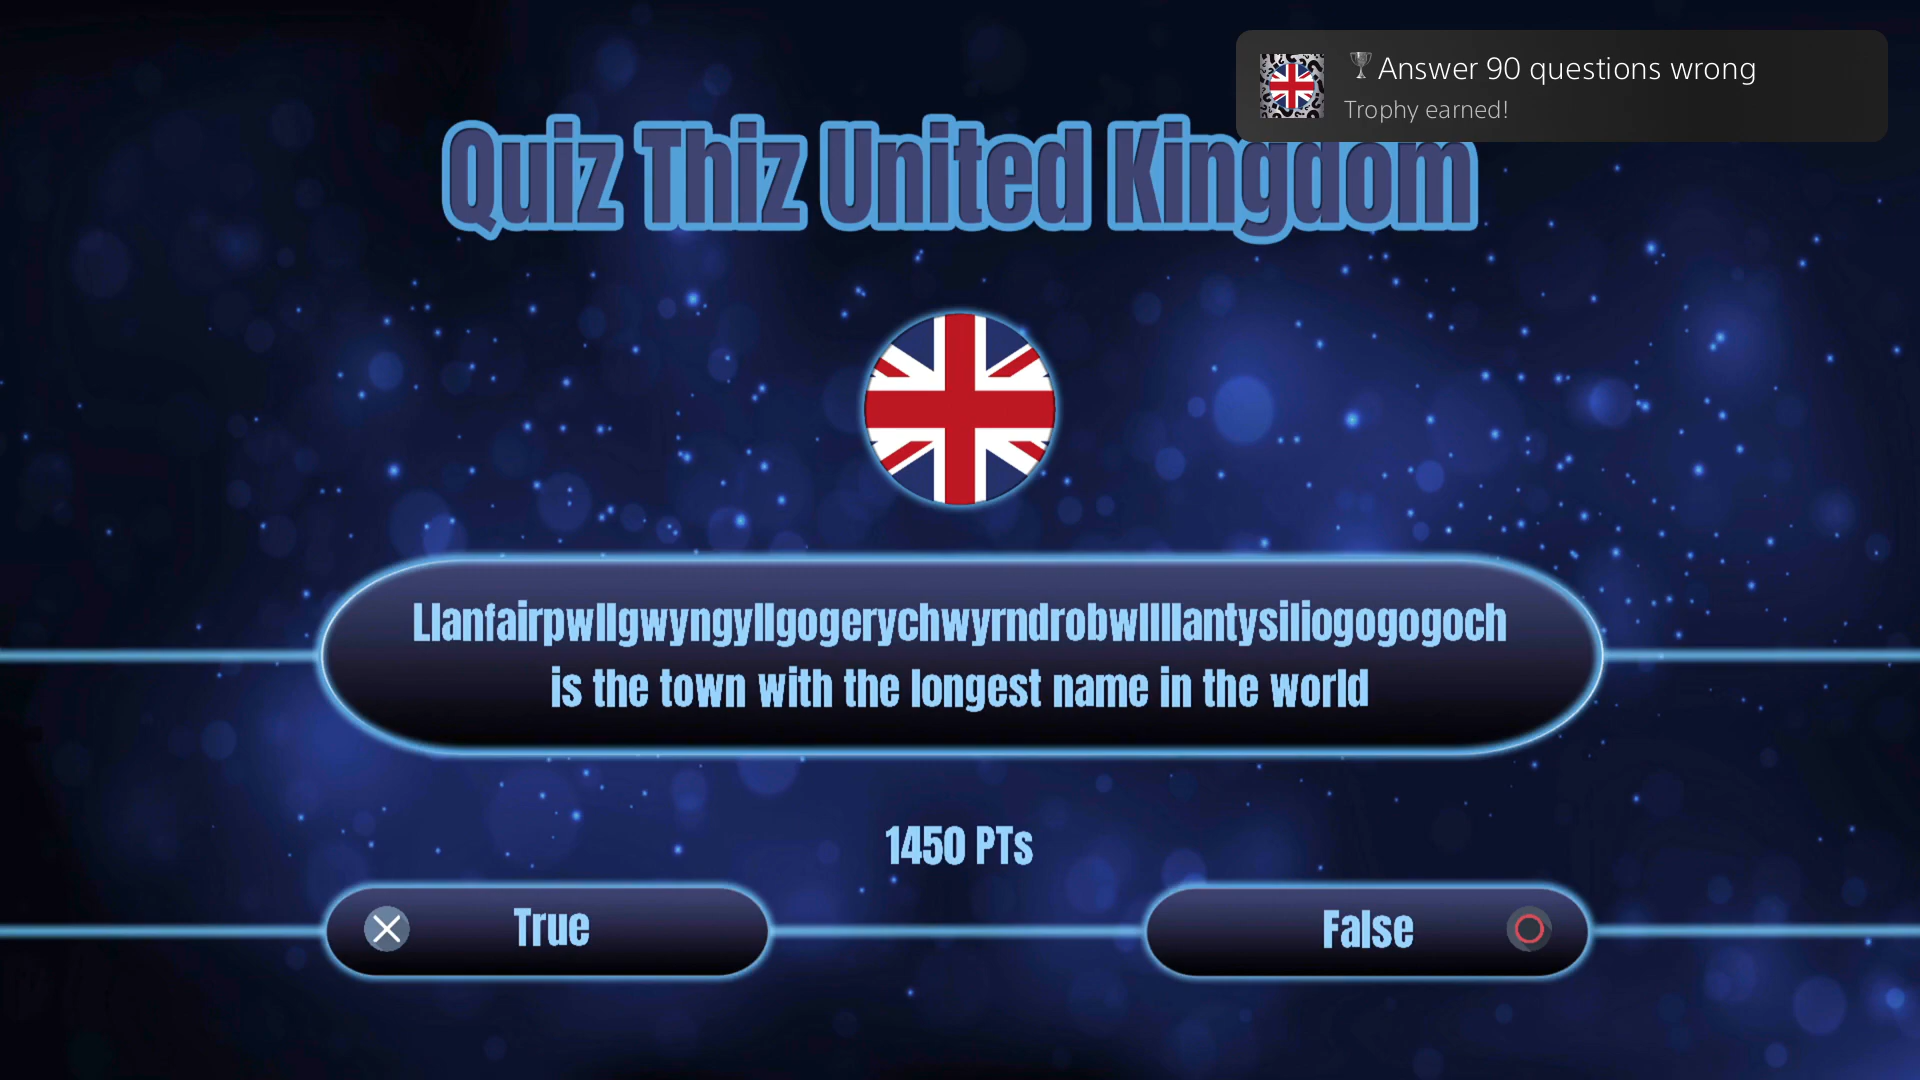 Answer 90 questions wrong
Trophy earned!
Quiz Thiz United Kingdom
Llanfairpwllgwyngyllgogerychwyrndrobwllllantysiliogogogoch
is the town with the longest name in the world
1450 PTs
True
False